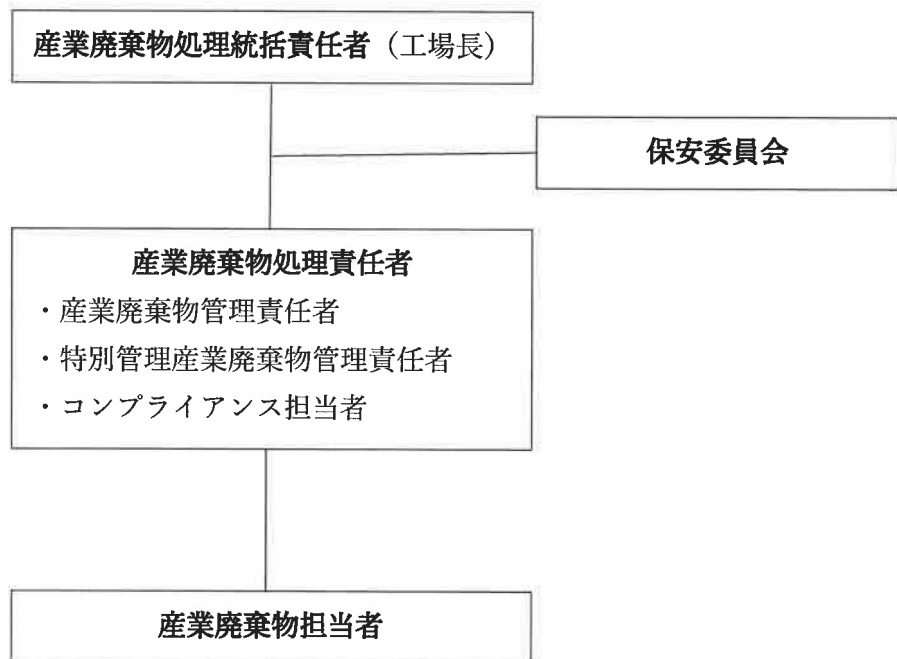 産業廃棄物処理統括責任者（工場長）
保安委員会
産業廃棄物処理責任者
・産業廃棄物管理責任者
・特別管理産業廃棄物管理責任者
・コンプライアンス担当者
産業廃棄物担当者